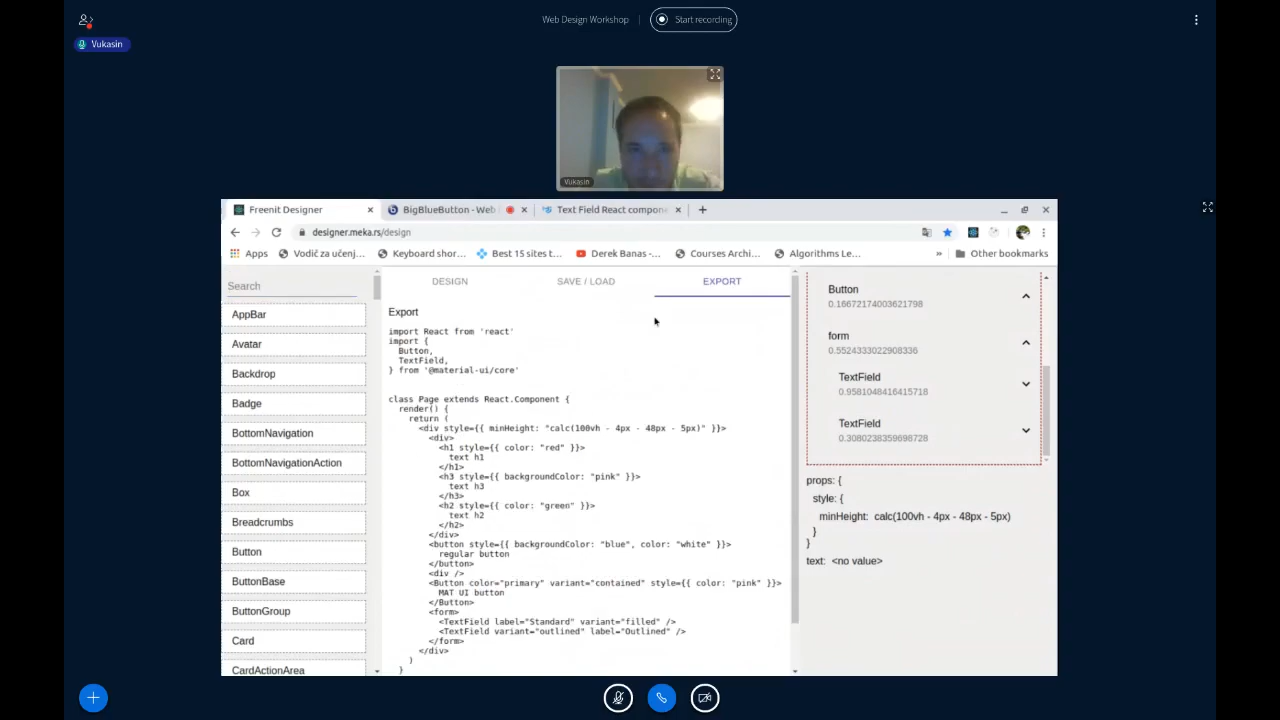 Web Design Workshop
Start recording
Vukasin
Vukasin
Freenit Designer
BigBlueButton - Web
Text Field React compone
designer.meka.rs/design
Apps
Vodič za učenj...
Keyboard shor...
Best 15 sites t...
Derek Banas -...
Courses Archi...
Algorithms Le...
»
Other bookmarks
Search
AppBar
Avatar
Backdrop
Badge
BottomNavigation
BottomNavigationAction
Box
Breadcrumbs
Button
ButtonBase
ButtonGroup
Card
CardActionArea
DESIGN
SAVE / LOAD
EXPORT
Export
import React from 'react'
import {
Button,
TextField,
} from '@material-ui/core'
class Page extends React.Component {
render() {
return (
<div style={{ minHeight: "calc(100vh - 4px - 48px - 5px)" }}>
<div>
<h1 style={{ color: "red" }}>
text h1
</h1>
<h3 style={{ backgroundColor: "pink" }}>
text h3
</h3>
<h2 style={{ color: "green" }}>
text h2
</h2>
</div>
<button style={{ backgroundColor: "blue", color: "white" }}>
regular button
</button>
<div />
<Button color="primary" variant="contained" style={{ color: "pink" }}>
MAT UI button
</Button>
<form>
<TextField label="Standard" variant="filled" />
<TextField variant="outlined" label="Outlined" />
</form>
</div>
)
}
Button
0.16672174003621798
form
0.5524333022908336
TextField
0.9581048416415718
TextField
0.3080238359698728
props: {
style: {
minHeight: calc(100vh - 4px - 48px - 5px)
}
}
text: <no value>